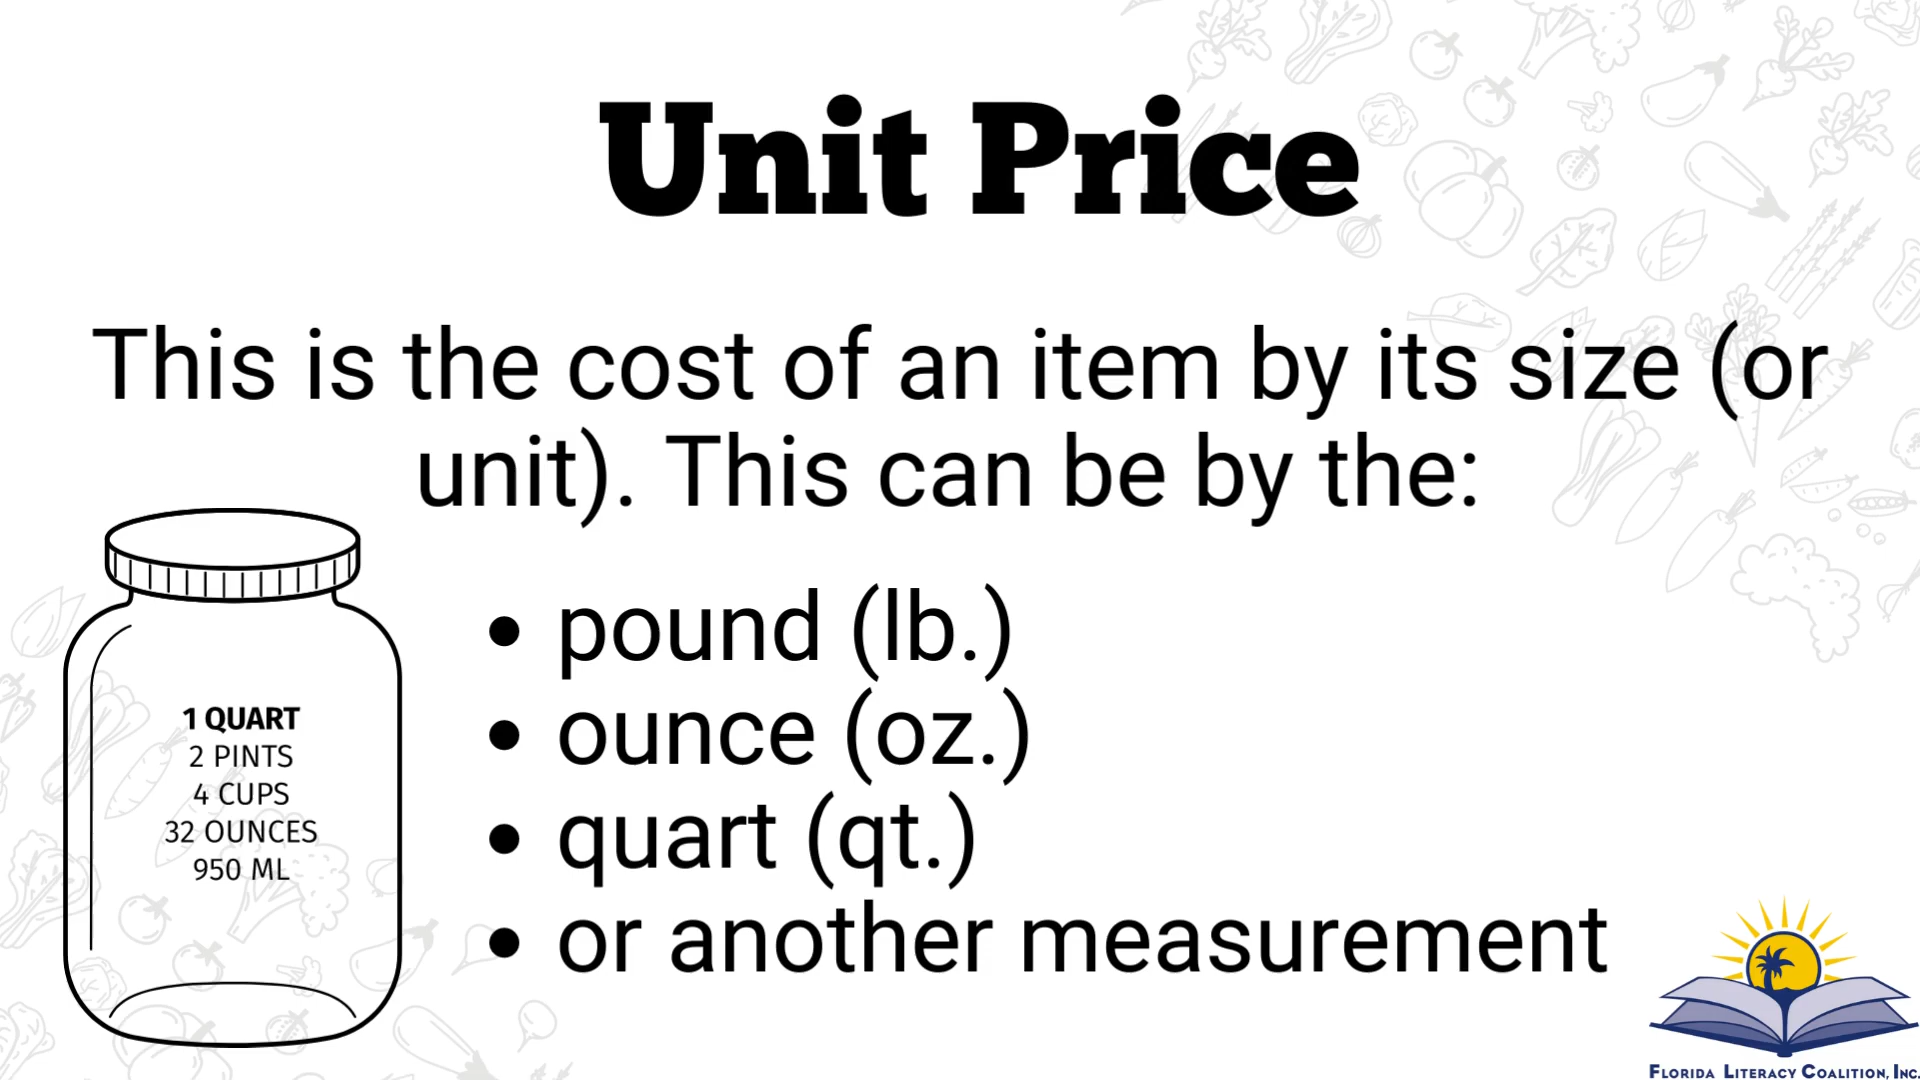 Unit Price
This is the cost of an item by its size (or
unit). This can be by the:
• pound (lb.)
• ounce (oz.)
• quart (qt.)
• or another measurement
1 QUART
2 PINTS
4 CUPS
32 OUNCES
950 ML
FLORIDA LITERACY COALITION, INC.